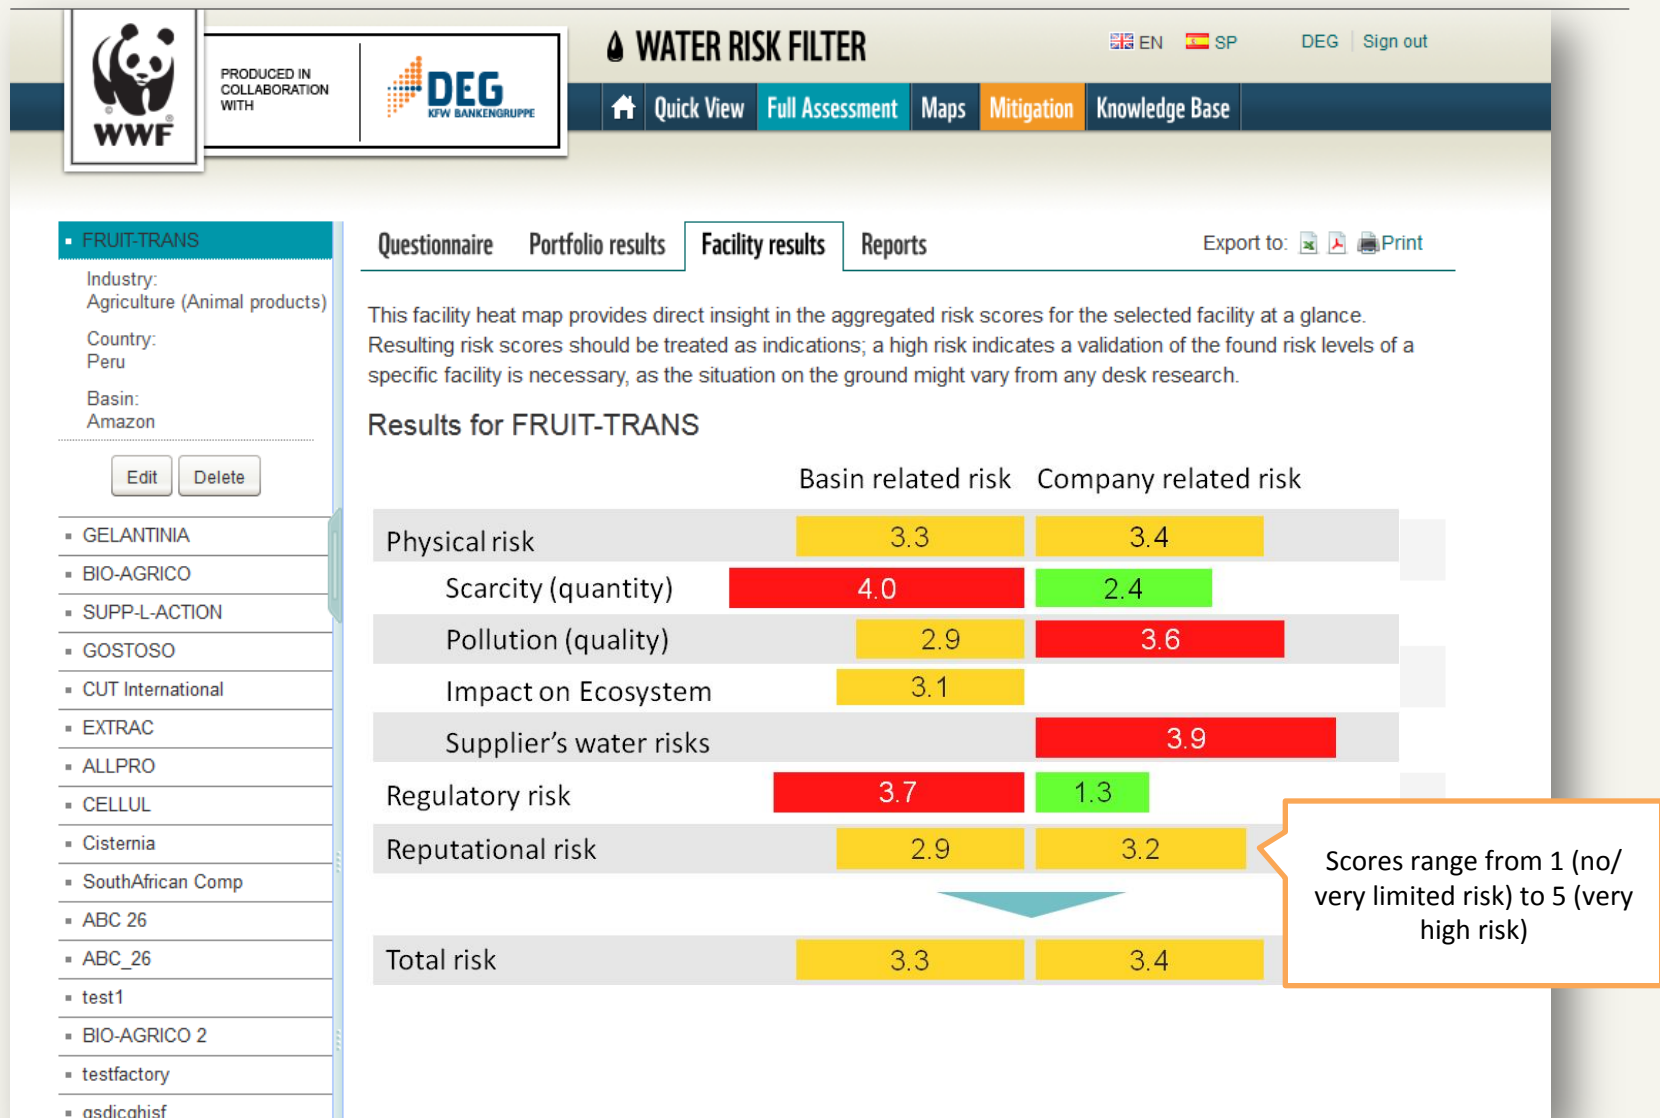 WWF
PRODUCED IN
COLLABORATION
WITH
DEG
KFW BANKENGRUPPE
WATER RISK FILTER
EN SP DEG Sign out
Quick View Full Assessment Maps Mitigation Knowledge Base
FRUIT-TRANS
Industry:
Agriculture (Animal products)
Country:
Peru
Basin:
Amazon
Edit Delete
GELANTINIA
BIO-AGRICO
SUPP-L-ACTION
GOSTOSO
CUT International
EXTRAC
ALLPRO
CELLUL
Cisternia
SouthAfrican Comp
ABC 26
ABC_26
test1
BIO-AGRICO 2
testfactory
qsdicghisf
Questionnaire Portfolio results Facility results Reports
Export to: Print
This facility heat map provides direct insight in the aggregated risk scores for the selected facility at a glance.
Resulting risk scores should be treated as indications; a high risk indicates a validation of the found risk levels of a
specific facility is necessary, as the situation on the ground might vary from any desk research.
Results for FRUIT-TRANS
Basin related risk Company related risk
Physical risk 3.3 3.4
Scarcity (quantity) 4.0 2.4
Pollution (quality) 2.9 3.6
Impact on Ecosystem 3.1
Supplier's water risks 3.9
Regulatory risk 3.7 1.3
Reputational risk 2.9 3.2
Total risk 3.3 3.4
Scores range from 1 (no/
very limited risk) to 5 (very
high risk)